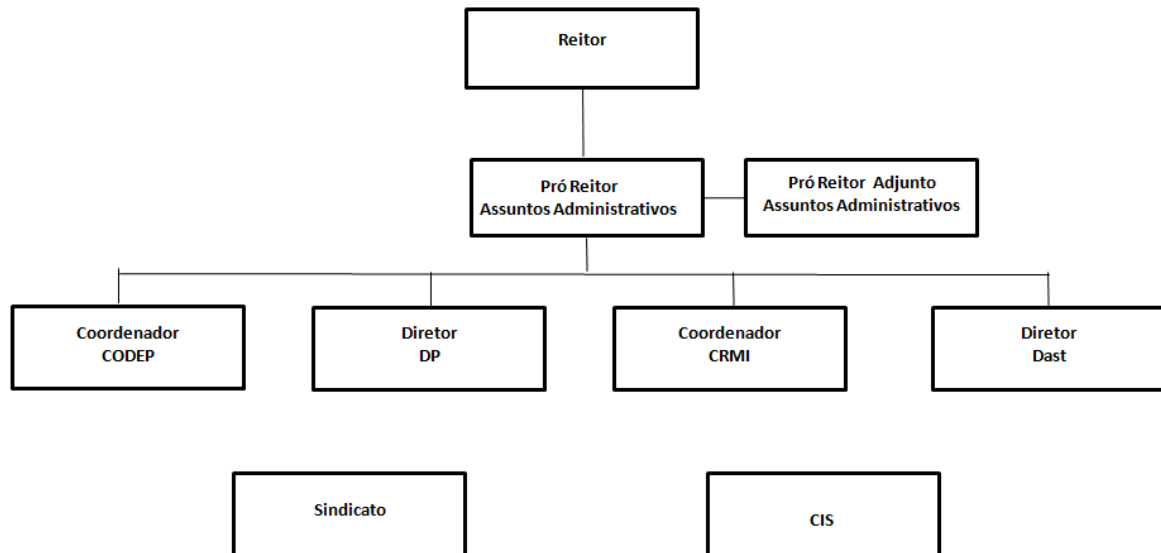 Reitor
Pró Reitor
Assuntos Administrativos
Pró Reitor Adjunto
Assuntos Administrativos
Coordenador
CODEP
Diretor
DP
Coordenador
CRMI
Diretor
Dast
Sindicato
CIS